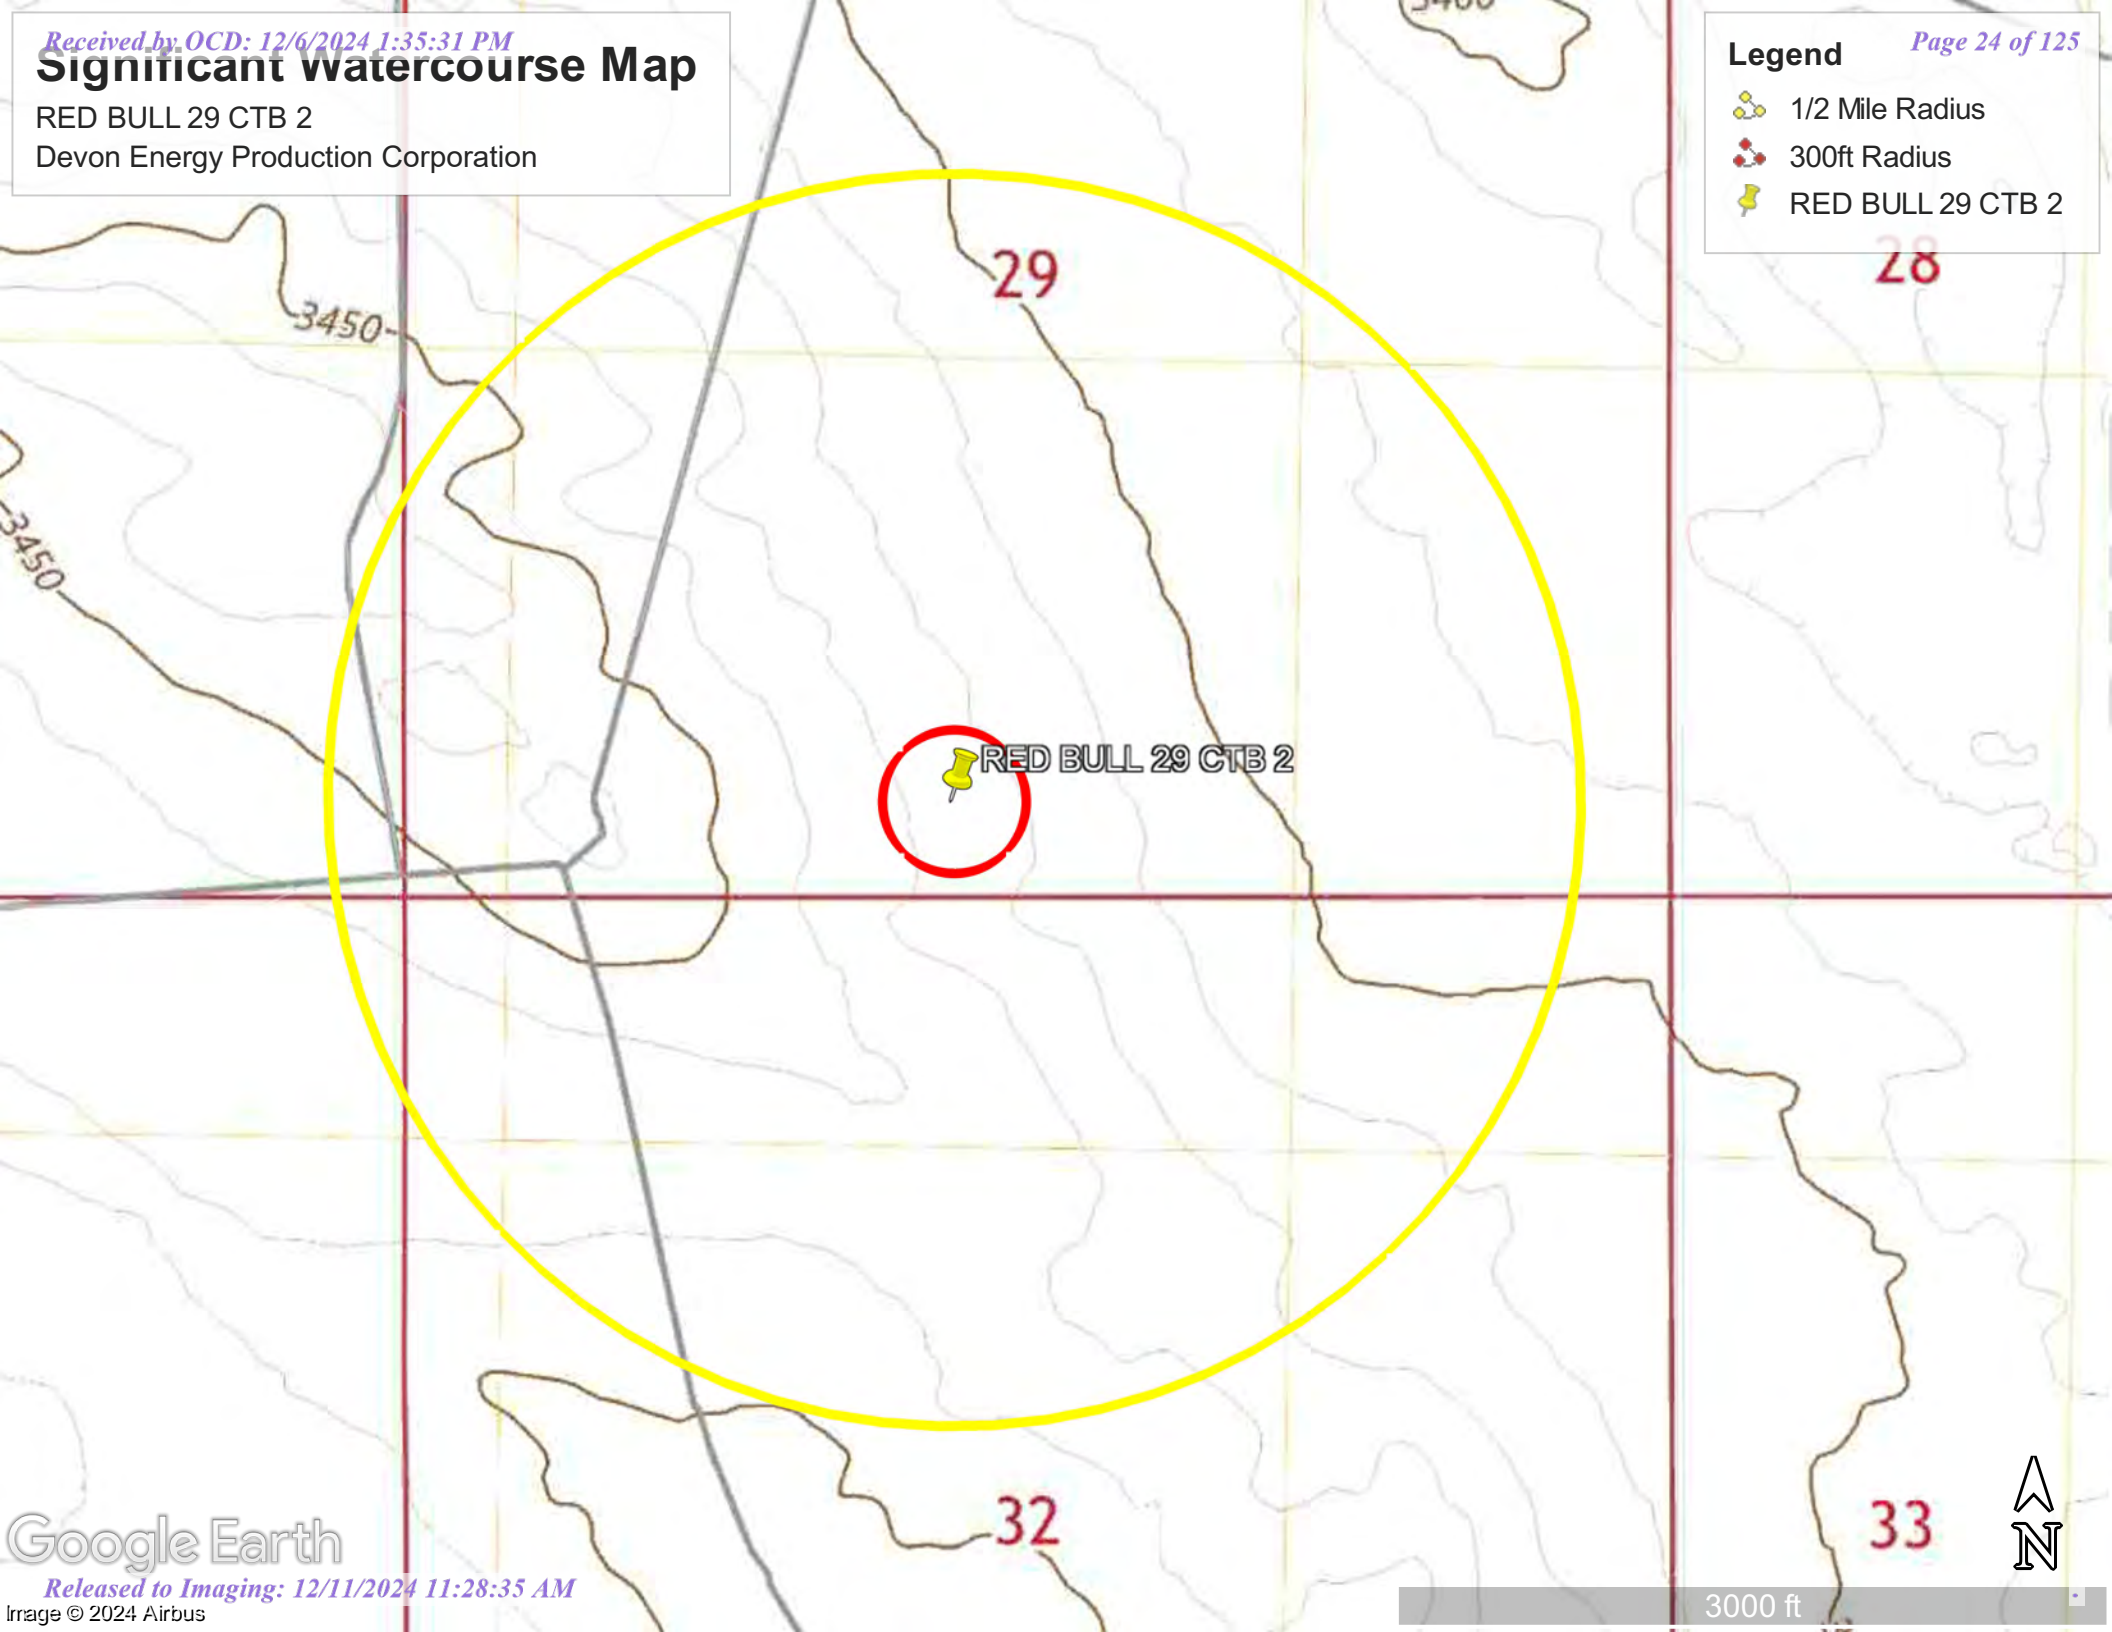 Received by OCD: 12/6/2024 1:35:31 PM
Page 24 of 125
Significant Watercourse Map
RED BULL 29 CTB 2
Devon Energy Production Corporation
Legend
1/2 Mile Radius
300ft Radius
RED BULL 29 CTB 2
29
28
3450
3450
RED BULL 29 CTB 2
32
33
N
Google Earth
Released to Imaging: 12/11/2024 11:28:35 AM
Image © 2024 Airbus
3000 ft